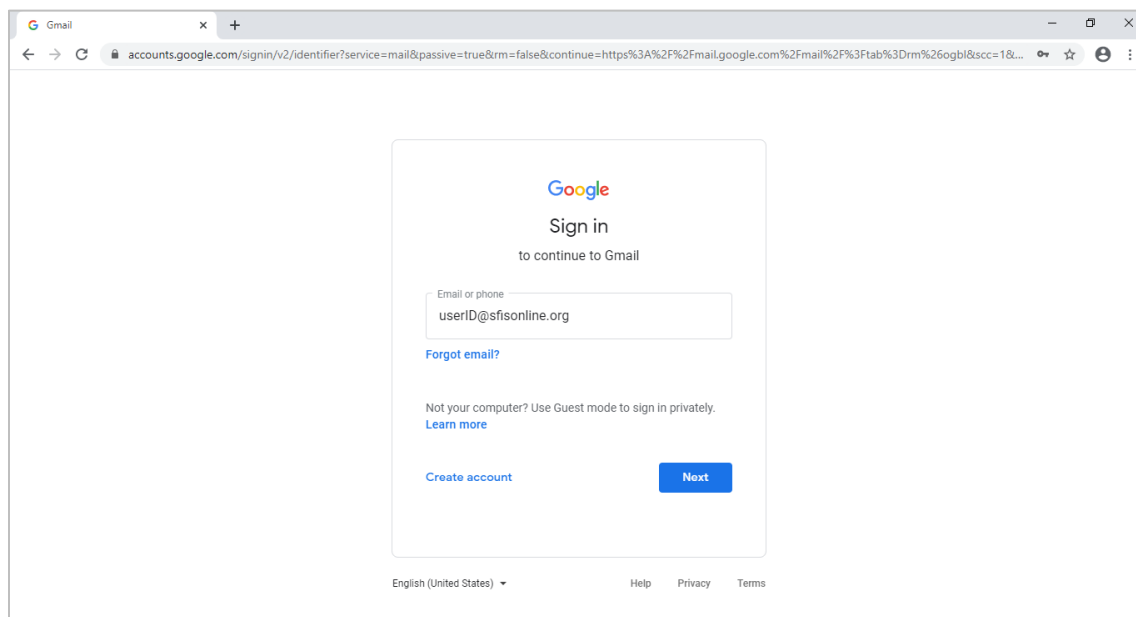 Gmail
accounts.google.com/signin/v2/identifier?service=mail&passive=true&rm=false&continue=https%3A%2F%2Fmail.google.com%2Fmail%2F%3Ftab%3Drm%26ogbl&scc=1&...
Google
Sign in
to continue to Gmail
Email or phone
userID@sfisonline.org
Forgot email?
Not your computer? Use Guest mode to sign in privately.
Learn more
Create account Next
English (United States) Help Privacy Terms